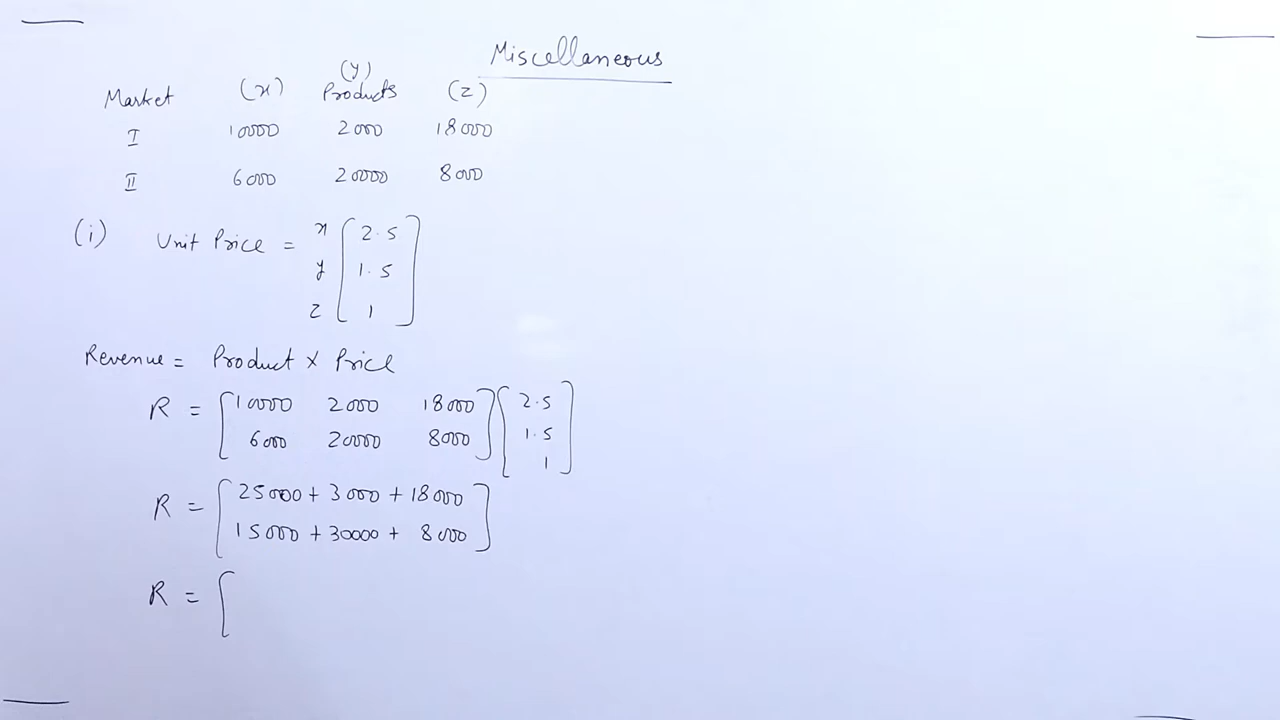 Miscellaneous
(y)
Market (x) Products (z)
I 10000 2000 18000
II 6000 20000 8000
(i) Unit Price = x [ 2.5 ]
y 1.5
z 1
Revenue = Product × Price
R = [ 10000 2000 18000 ] [ 2.5 ]
6000 20000 8000 1.5
1
R = [ 25000 + 3000 + 18000 ]
15000 + 30000 + 8000
R = [